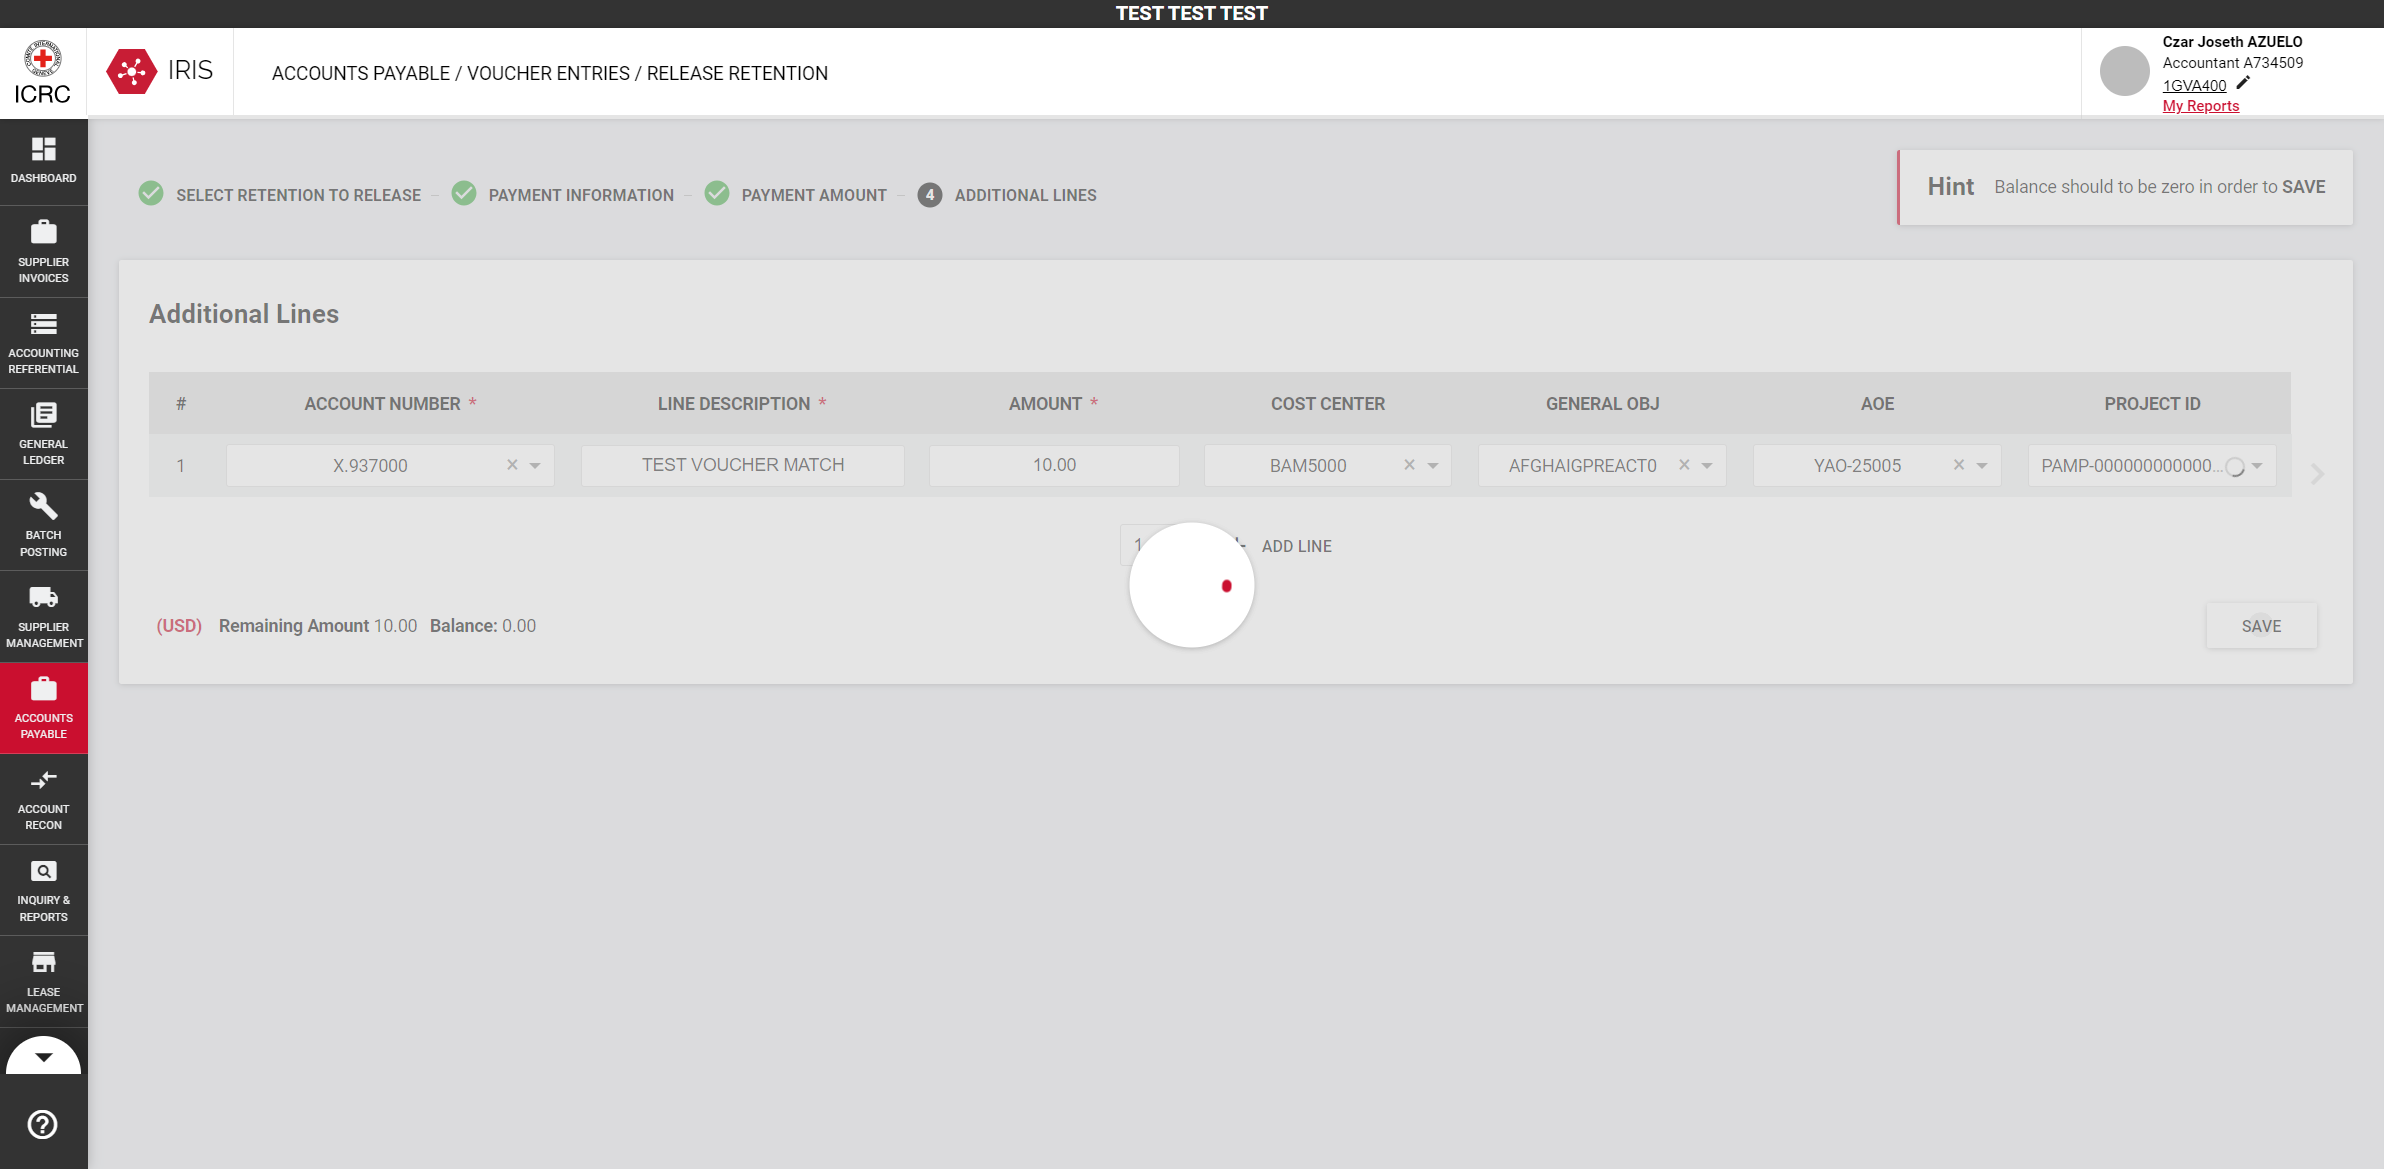 TEST TEST TEST
ICRC
IRIS
ACCOUNTS PAYABLE / VOUCHER ENTRIES / RELEASE RETENTION
Czar Joseth AZUELO
Accountant A734509
1GVA400
My Reports
DASHBOARD
SUPPLIER
INVOICES
ACCOUNTING
REFERENTIAL
GENERAL
LEDGER
BATCH
POSTING
SUPPLIER
MANAGEMENT
ACCOUNTS
PAYABLE
ACCOUNT
RECON
INQUIRY &
REPORTS
LEASE
MANAGEMENT
SELECT RETENTION TO RELEASE
PAYMENT INFORMATION
PAYMENT AMOUNT
4 ADDITIONAL LINES
Hint Balance should to be zero in order to SAVE
Additional Lines
# ACCOUNT NUMBER * LINE DESCRIPTION * AMOUNT * COST CENTER GENERAL OBJ AOE PROJECT ID
1 X.937000 TEST VOUCHER MATCH 10.00 BAM5000 AFGHAIGPREACT0 YAO-25005 PAMP-000000000000...
1 ADD LINE
(USD) Remaining Amount 10.00 Balance: 0.00
SAVE